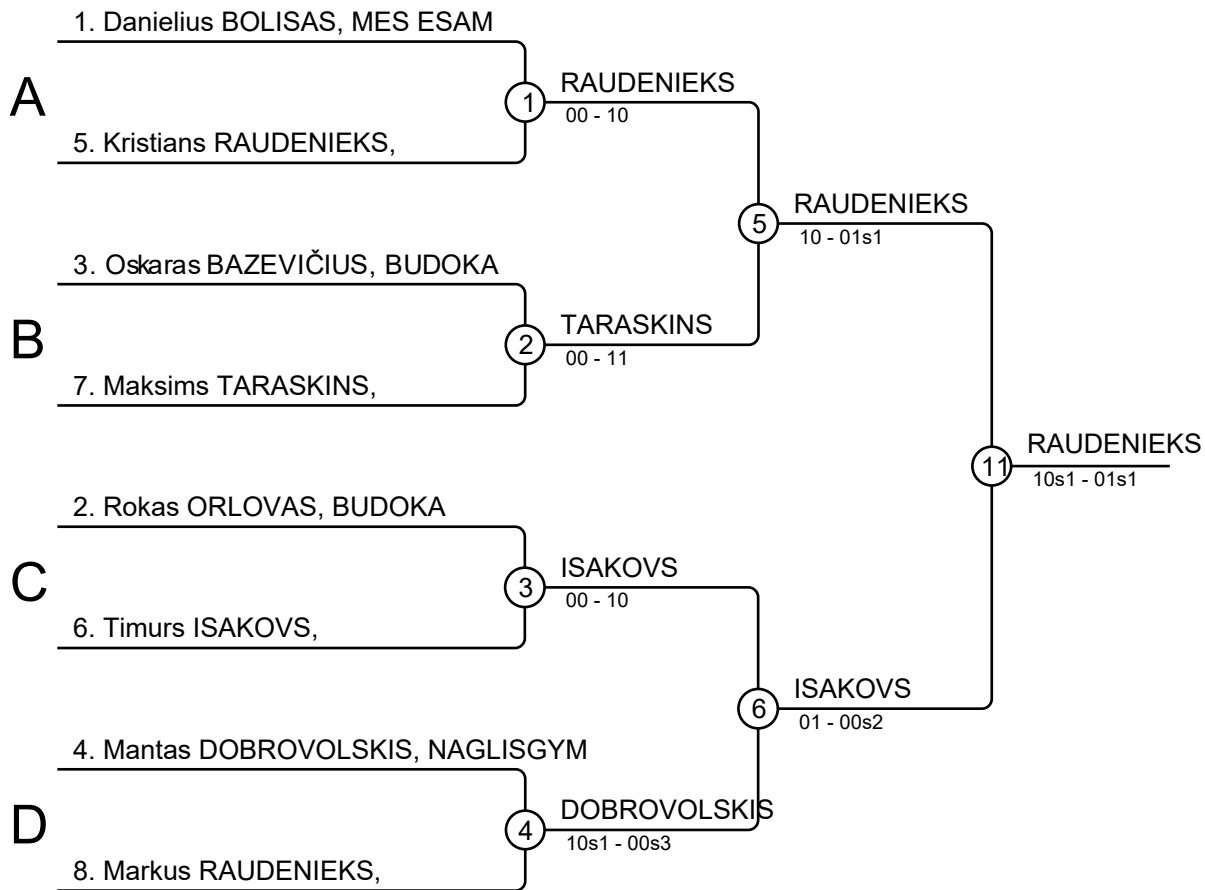 1. Danielius BOLISAS, MES ESAM
A
1
RAUDENIEKS
00 - 10
5. Kristians RAUDENIEKS,
5
RAUDENIEKS
10 - 01s1
3. Oskaras BAZEVIČIUS, BUDOKA
B
2
TARASKINS
00 - 11
7. Maksims TARASKINS,
11
RAUDENIEKS
10s1 - 01s1
2. Rokas ORLOVAS, BUDOKA
C
3
ISAKOVS
00 - 10
6. Timurs ISAKOVS,
6
ISAKOVS
01 - 00s2
4. Mantas DOBROVOLSKIS, NAGLISGYM
D
4
DOBROVOLSKIS
10s1 - 00s3
8. Markus RAUDENIEKS,